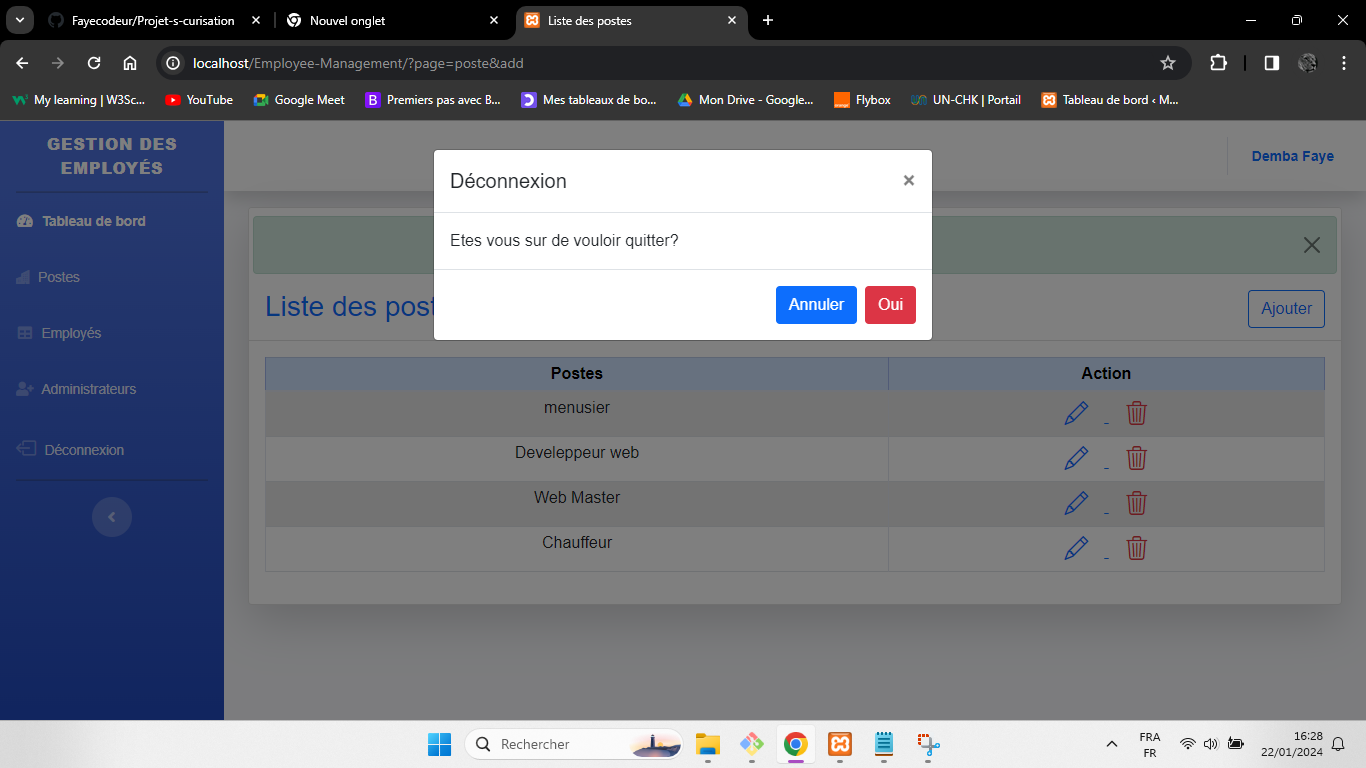 Fayecodeur/Projet-s-curisation
Nouvel onglet
Liste des postes
localhost/Employee-Management/?page=poste&add
My learning | W3Sc...
YouTube
Google Meet
Premiers pas avec B...
Mes tableaux de bo...
Mon Drive - Google...
Flybox
UN-CHK | Portail
Tableau de bord ‹ M...
GESTION DES
EMPLOYÉS
Demba Faye
Tableau de bord
Postes
Employés
Administrateurs
Déconnexion
Déconnexion
×
Etes vous sur de vouloir quitter?
Annuler Oui
Liste des post
Ajouter
Postes Action
menusier
Develeppeur web
Web Master
Chauffeur
Rechercher
FRA
FR
16:28
22/01/2024